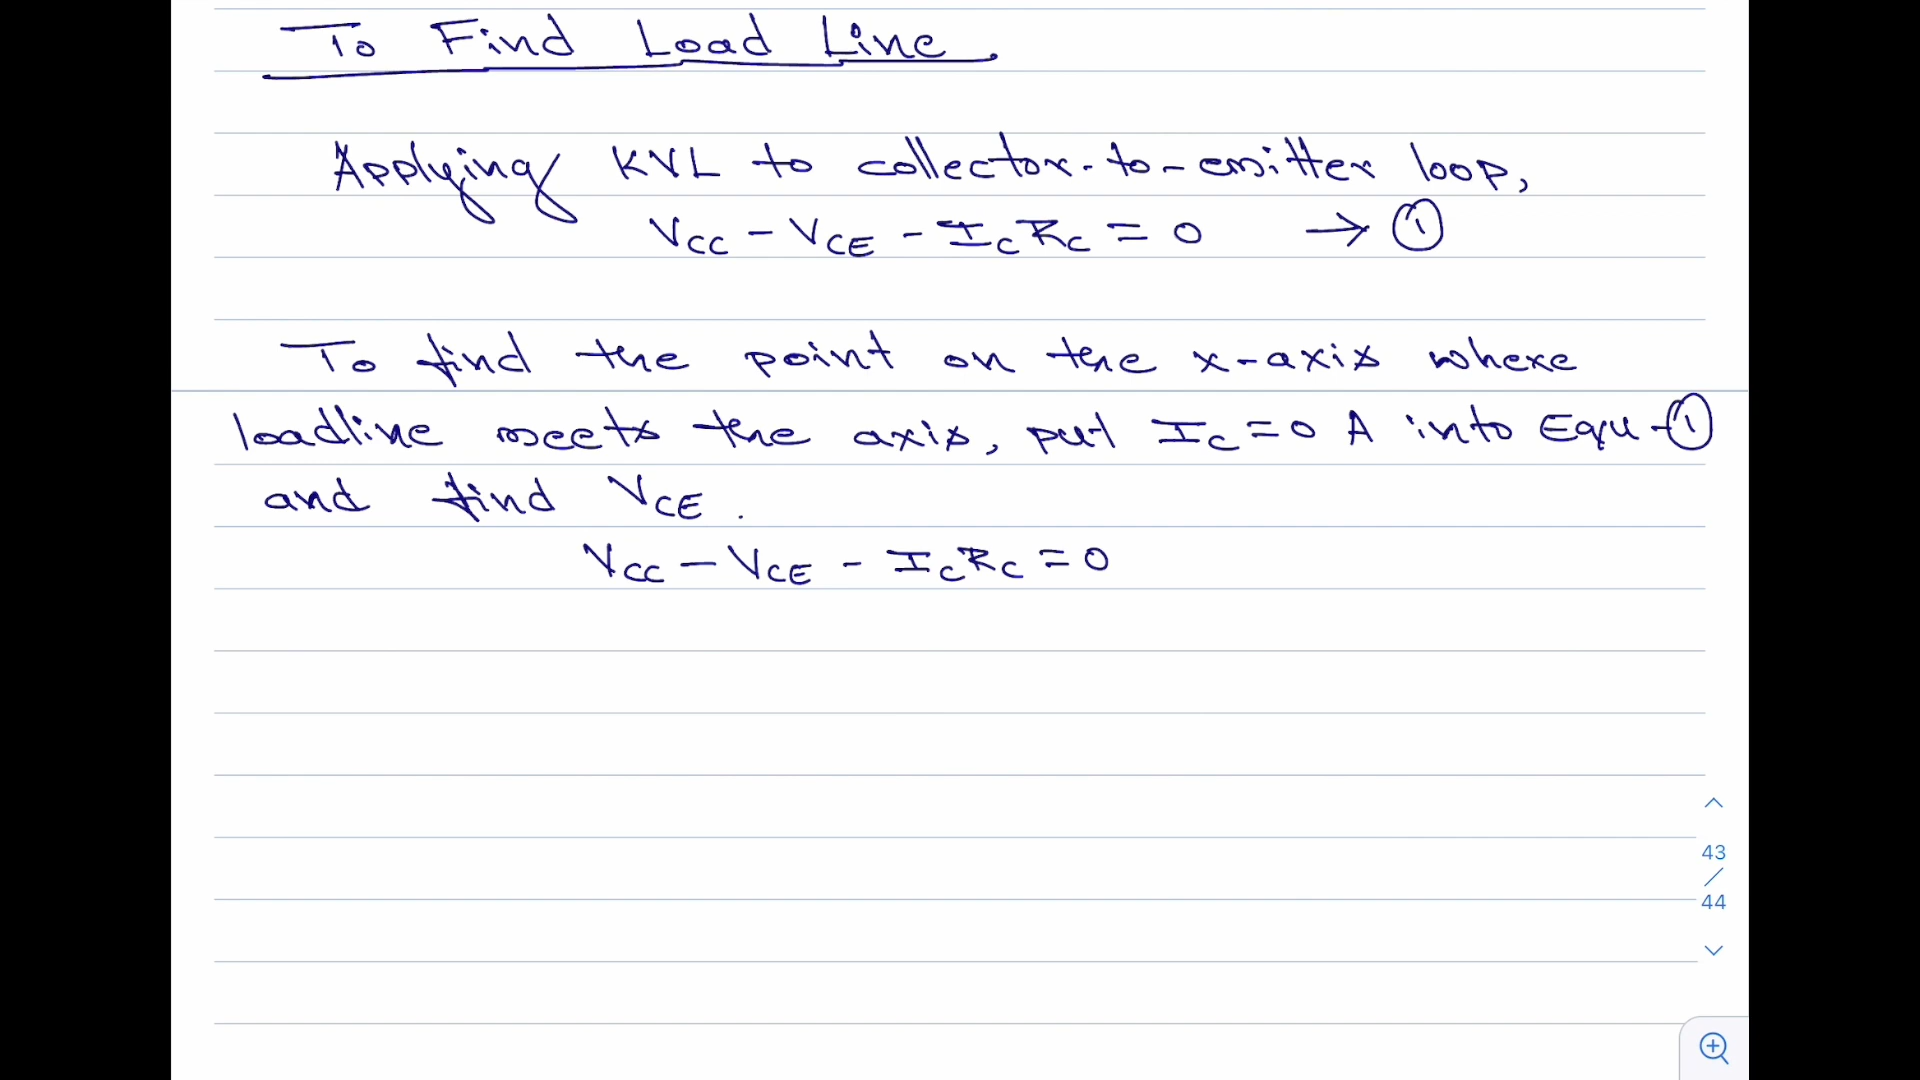 To Find Load Line.
Applying KVL to collector-to-emitter loop,
VCC - VCE - ICRC = 0 → ①
To find the point on the x-axis where
loadline meets the axis, put IC=0 A into Equ-①
and find VCE.
VCC - VCE - ICRC = 0
43
/
44